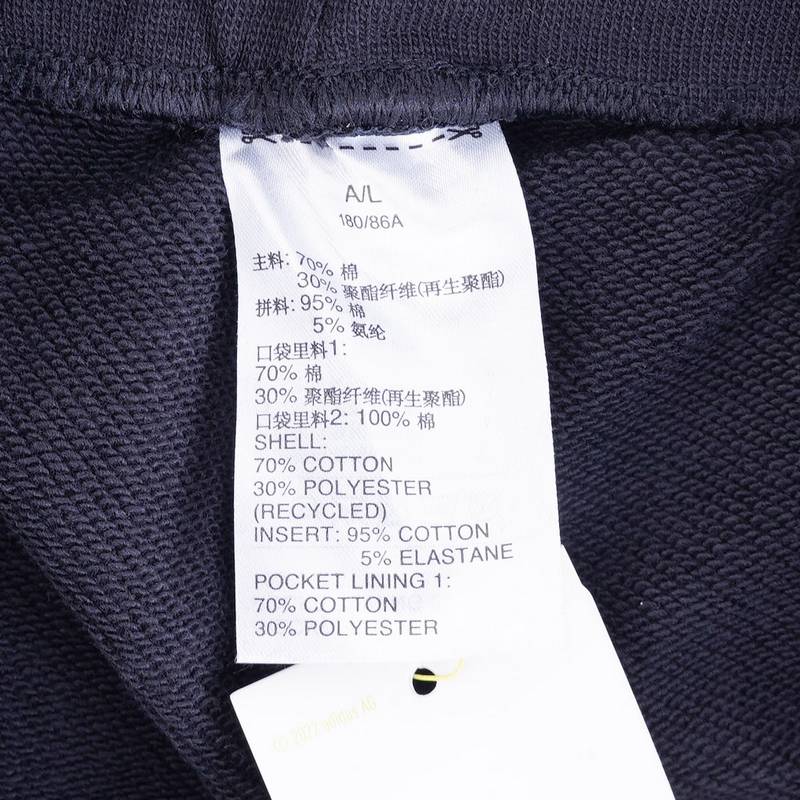 A/L
180/86A
主料: 70% 棉
30% 聚酯纤维(再生聚酯)
拼料: 95% 棉
5% 氨纶
口袋里料1:
70% 棉
30% 聚酯纤维(再生聚酯)
口袋里料2: 100% 棉
SHELL:
70% COTTON
30% POLYESTER
(RECYCLED)
INSERT: 95% COTTON
5% ELASTANE
POCKET LINING 1:
70% COTTON
30% POLYESTER
© 2022 adidas AG